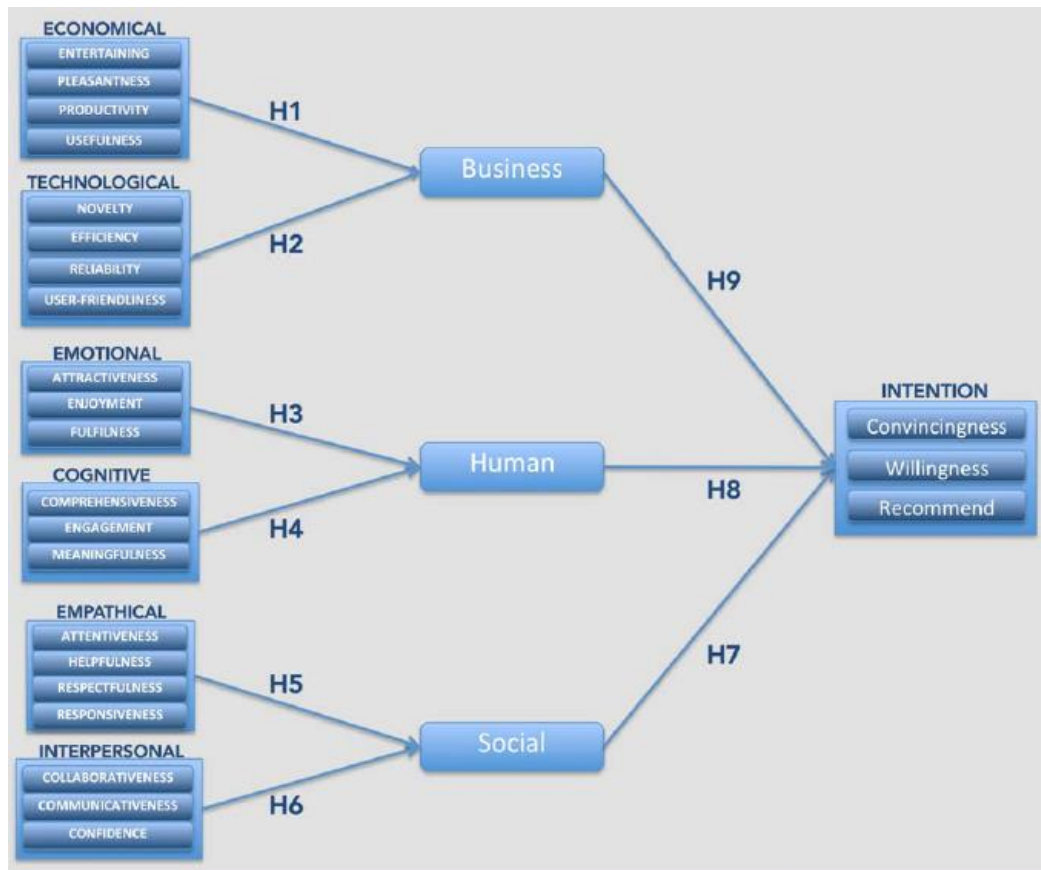 ECONOMICAL
ENTERTAINING
PLEASANTNESS
PRODUCTIVITY
USEFULNESS
H1
Business
TECHNOLOGICAL
NOVELTY
EFFICIENCY
RELIABILITY
USER-FRIENDLINESS
H2
H9
EMOTIONAL
ATTRACTIVENESS
ENJOYMENT
FULFILNESS
H3
Human
COGNITIVE
COMPREHENSIVENESS
ENGAGEMENT
MEANINGFULNESS
H4
H8
INTENTION
Convincingness
Willingness
Recommend
EMPATHICAL
ATTENTIVENESS
HELPFULNESS
RESPECTFULNESS
RESPONSIVENESS
H5
H7
Social
INTERPERSONAL
COLLABORATIVENESS
COMMUNICATIVENESS
CONFIDENCE
H6